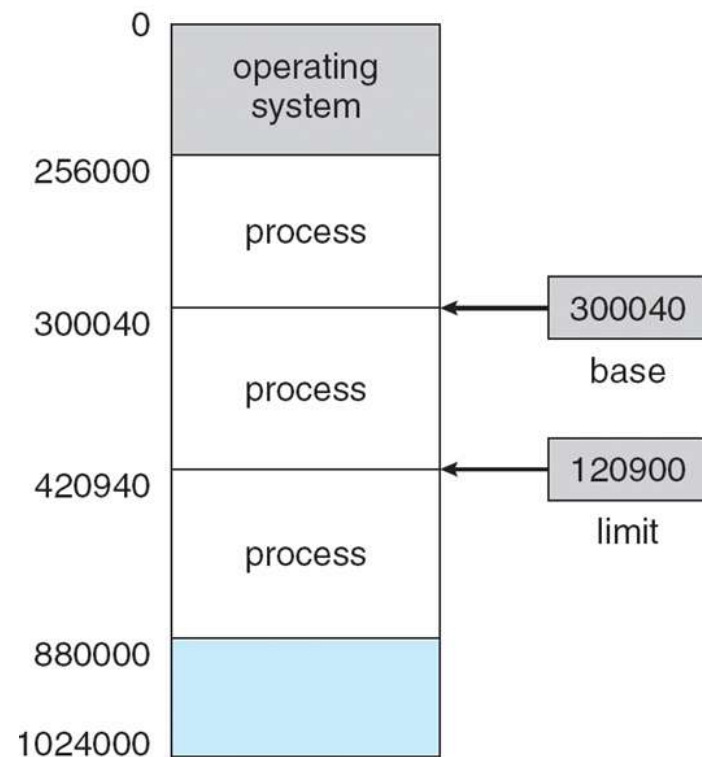 0
operating
system
256000
process
300040
300040
base
process
420940
120900
limit
process
880000
1024000